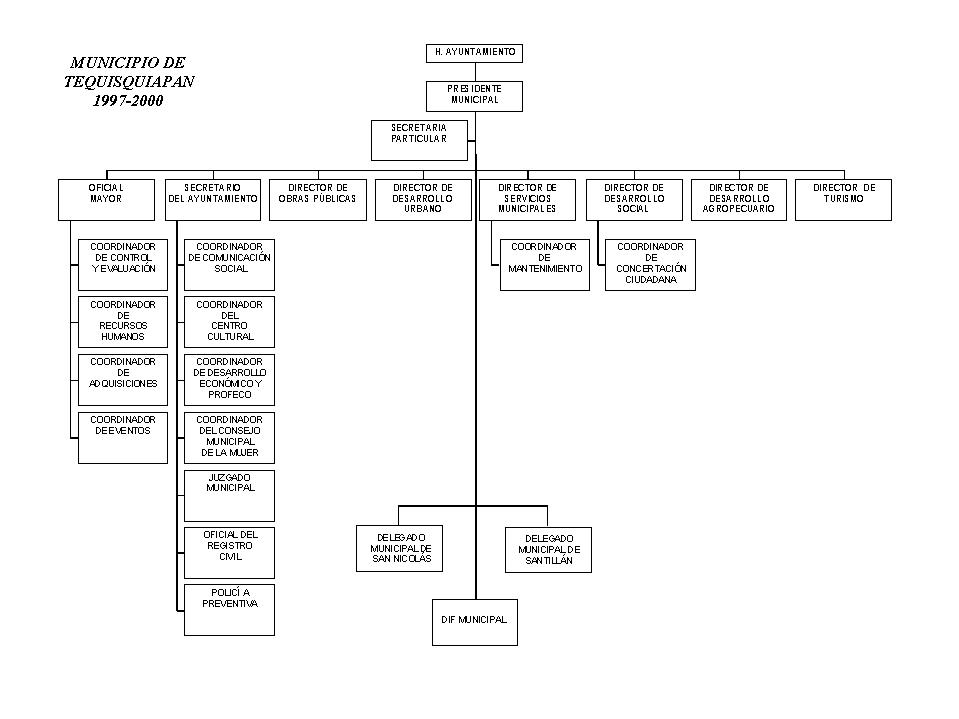 MUNICIPIO DE
TEQUISQUIAPAN
1997-2000
H. AYUNTAMIENTO
PRESIDENTE
MUNICIPAL
SECRETARIA
PARTICULAR
OFICIAL
MAYOR
SECRETARIO
DEL AYUNTAMIENTO
DIRECTOR DE
OBRAS PÚBLICAS
DIRECTOR DE
DESARROLLO
URBANO
DIRECTOR DE
SERVICIOS
MUNICIPALES
DIRECTOR DE
DESARROLLO
SOCIAL
DIRECTOR DE
DESARROLLO
AGROPECUARIO
DIRECTOR DE
TURISMO
COORDINADOR
DE CONTROL
Y EVALUACIÓN
COORDINADOR
DE
RECURSOS
HUMANOS
COORDINADOR
DE
ADQUISICIONES
COORDINADOR
DE EVENTOS
COORDINADOR
DE COMUNICACIÓN
SOCIAL
COORDINADOR
DEL
CENTRO
CULTURAL
COORDINADOR
DE DESARROLLO
ECONÓMICO Y
PROFECO
COORDINADOR
DEL CONSEJO
MUNICIPAL
DE LA MUJER
JUZGADO
MUNICIPAL
OFICIAL DEL
REGISTRO
CIVIL
POLICÍA
PREVENTIVA
COORDINADOR
DE
MANTENIMIENTO
COORDINADOR
DE
CONCERTACIÓN
CIUDADANA
DELEGADO
MUNICIPAL DE
SAN NICOLÁS
DELEGADO
MUNICIPAL DE
SANTILLÁN
DIF MUNICIPAL